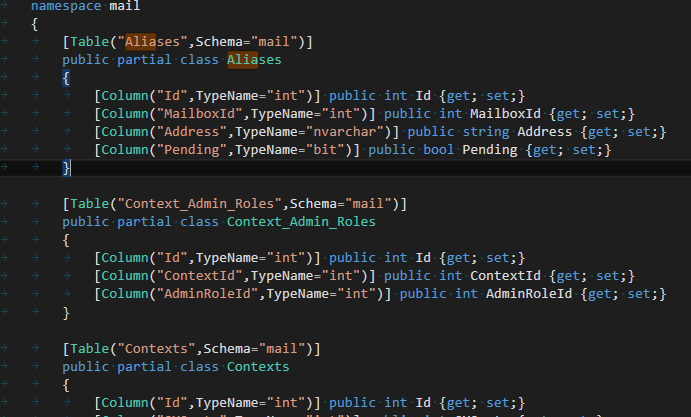 namespace mail
{
[Table("Aliases",Schema="mail")]
public partial class Aliases
{
[Column("Id",TypeName="int")] public int Id {get; set;}
[Column("MailboxId",TypeName="int")] public int MailboxId {get; set;}
[Column("Address",TypeName="nvarchar")] public string Address {get; set;}
[Column("Pending",TypeName="bit")] public bool Pending {get; set;}
}
[Table("Context_Admin_Roles",Schema="mail")]
public partial class Context_Admin_Roles
{
[Column("Id",TypeName="int")] public int Id {get; set;}
[Column("ContextId",TypeName="int")] public int ContextId {get; set;}
[Column("AdminRoleId",TypeName="int")] public int AdminRoleId {get; set;}
}
[Table("Contexts",Schema="mail")]
public partial class Contexts
{
[Column("Id",TypeName="int")] public int Id {get; set;}